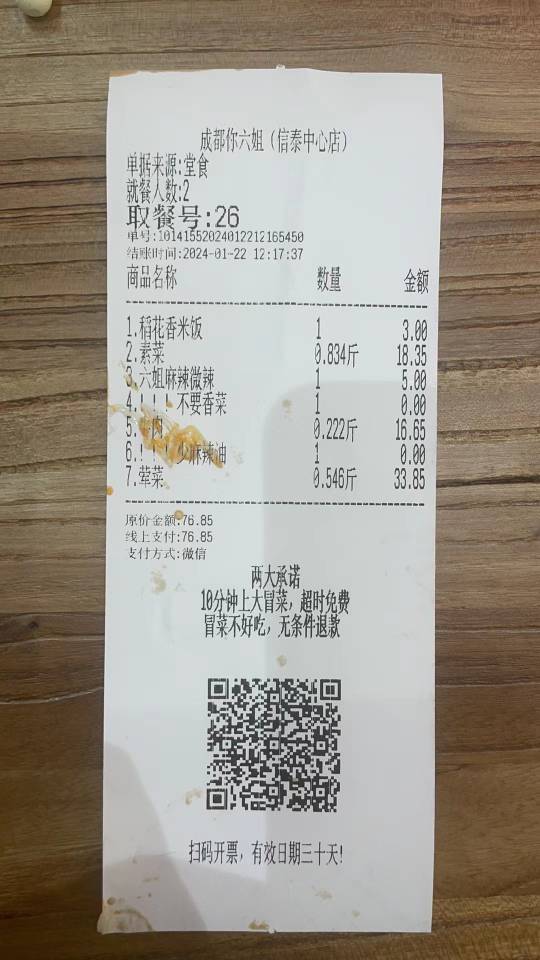 成都你六姐（信泰中心店）
单据来源:堂食
就餐人数:2
取餐号:26
单号:10141552024012212165450
结账时间:2024-01-22 12:17:37
商品名称 数量 金额
1.稻花香米饭 1 3.00
2.素菜 0.834斤 18.35
3.六姐麻辣微辣 1 5.00
4.！！！不要香菜 1 0.00
5. 肉 0.222斤 16.65
6.！！！少麻辣油 1 0.00
7.荤菜 0.546斤 33.85
原价金额:76.85
线上支付:76.85
支付方式:微信
两大承诺
10分钟上大冒菜，超时免费
冒菜不好吃，无条件退款
扫码开票，有效日期三十天!